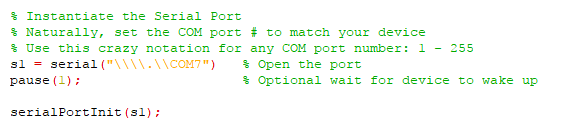 % Instantiate the Serial Port
% Naturally, set the COM port # to match your device
% Use this crazy notation for any COM port number: 1 - 255
s1 = serial("\\\\.\\COM7")   % Open the port
pause(1);                     % Optional wait for device to wake up
serialPortInit(s1);